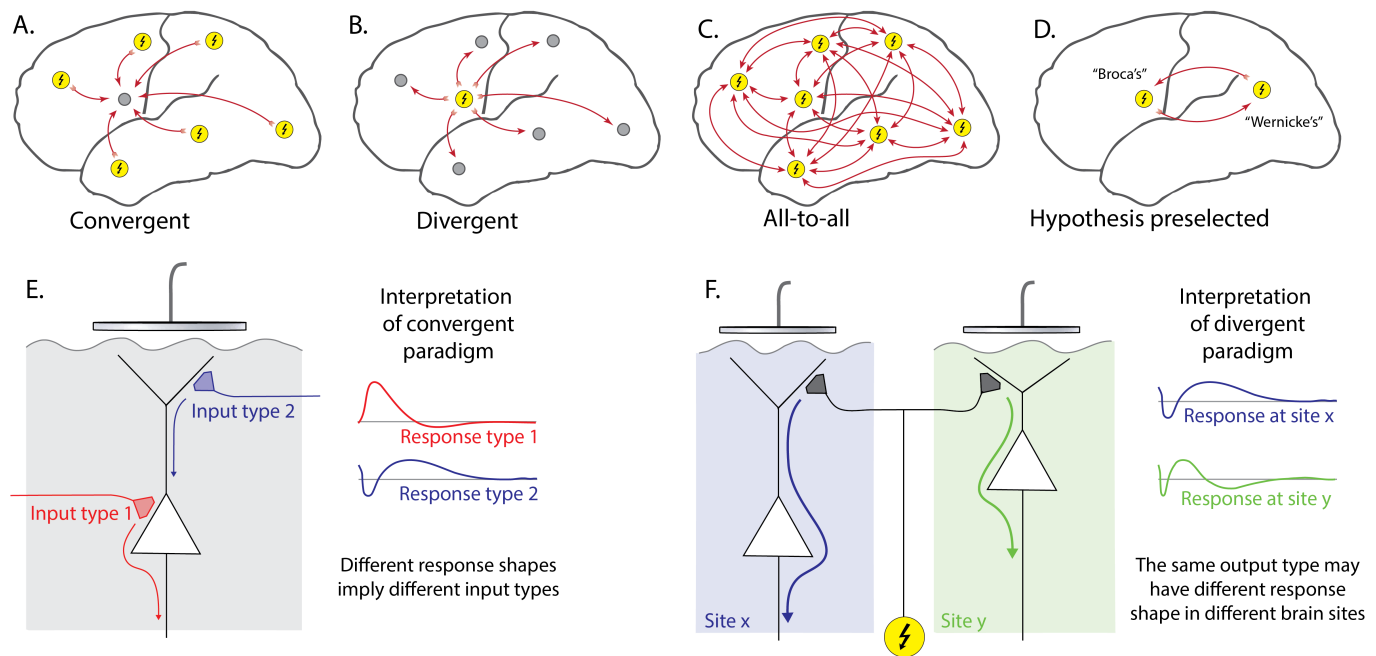 A.
B.
C.
D.
"Broca's"
"Wernicke's"
Convergent
Divergent
All-to-all
Hypothesis preselected
E.
Interpretation
of convergent
paradigm
Input type 2
Response type 1
Response type 2
Input type 1
Different response shapes
imply different input types
F.
Interpretation
of divergent
paradigm
Response at site x
Response at site y
The same output type may
have different response
shape in different brain sites
Site x
Site y